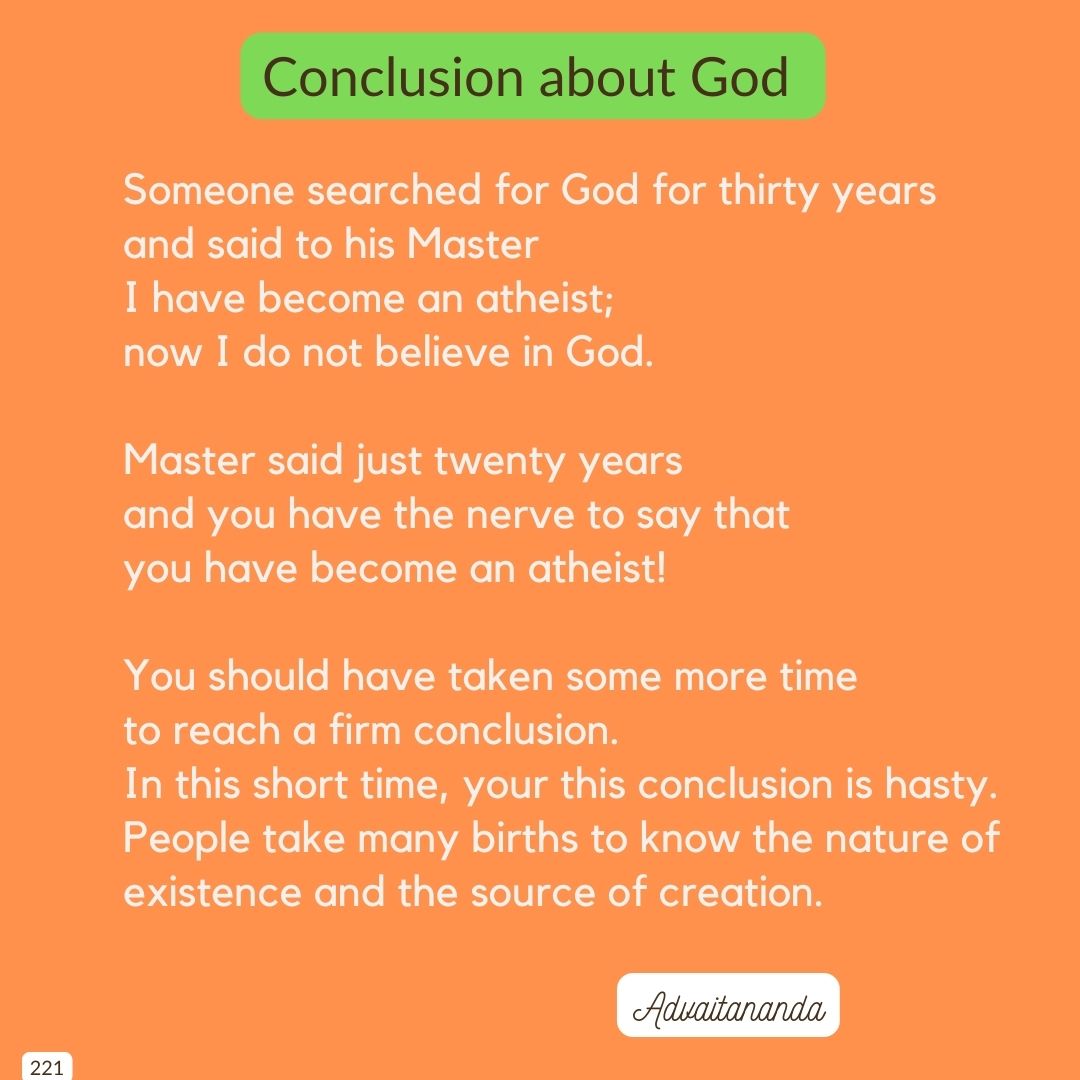 Conclusion about God
Someone searched for God for thirty years
and said to his Master
I have become an atheist;
now I do not believe in God.
Master said just twenty years
and you have the nerve to say that
you have become an atheist!
You should have taken some more time
to reach a firm conclusion.
In this short time, your this conclusion is hasty.
People take many births to know the nature of
existence and the source of creation.
Advaitananda
221